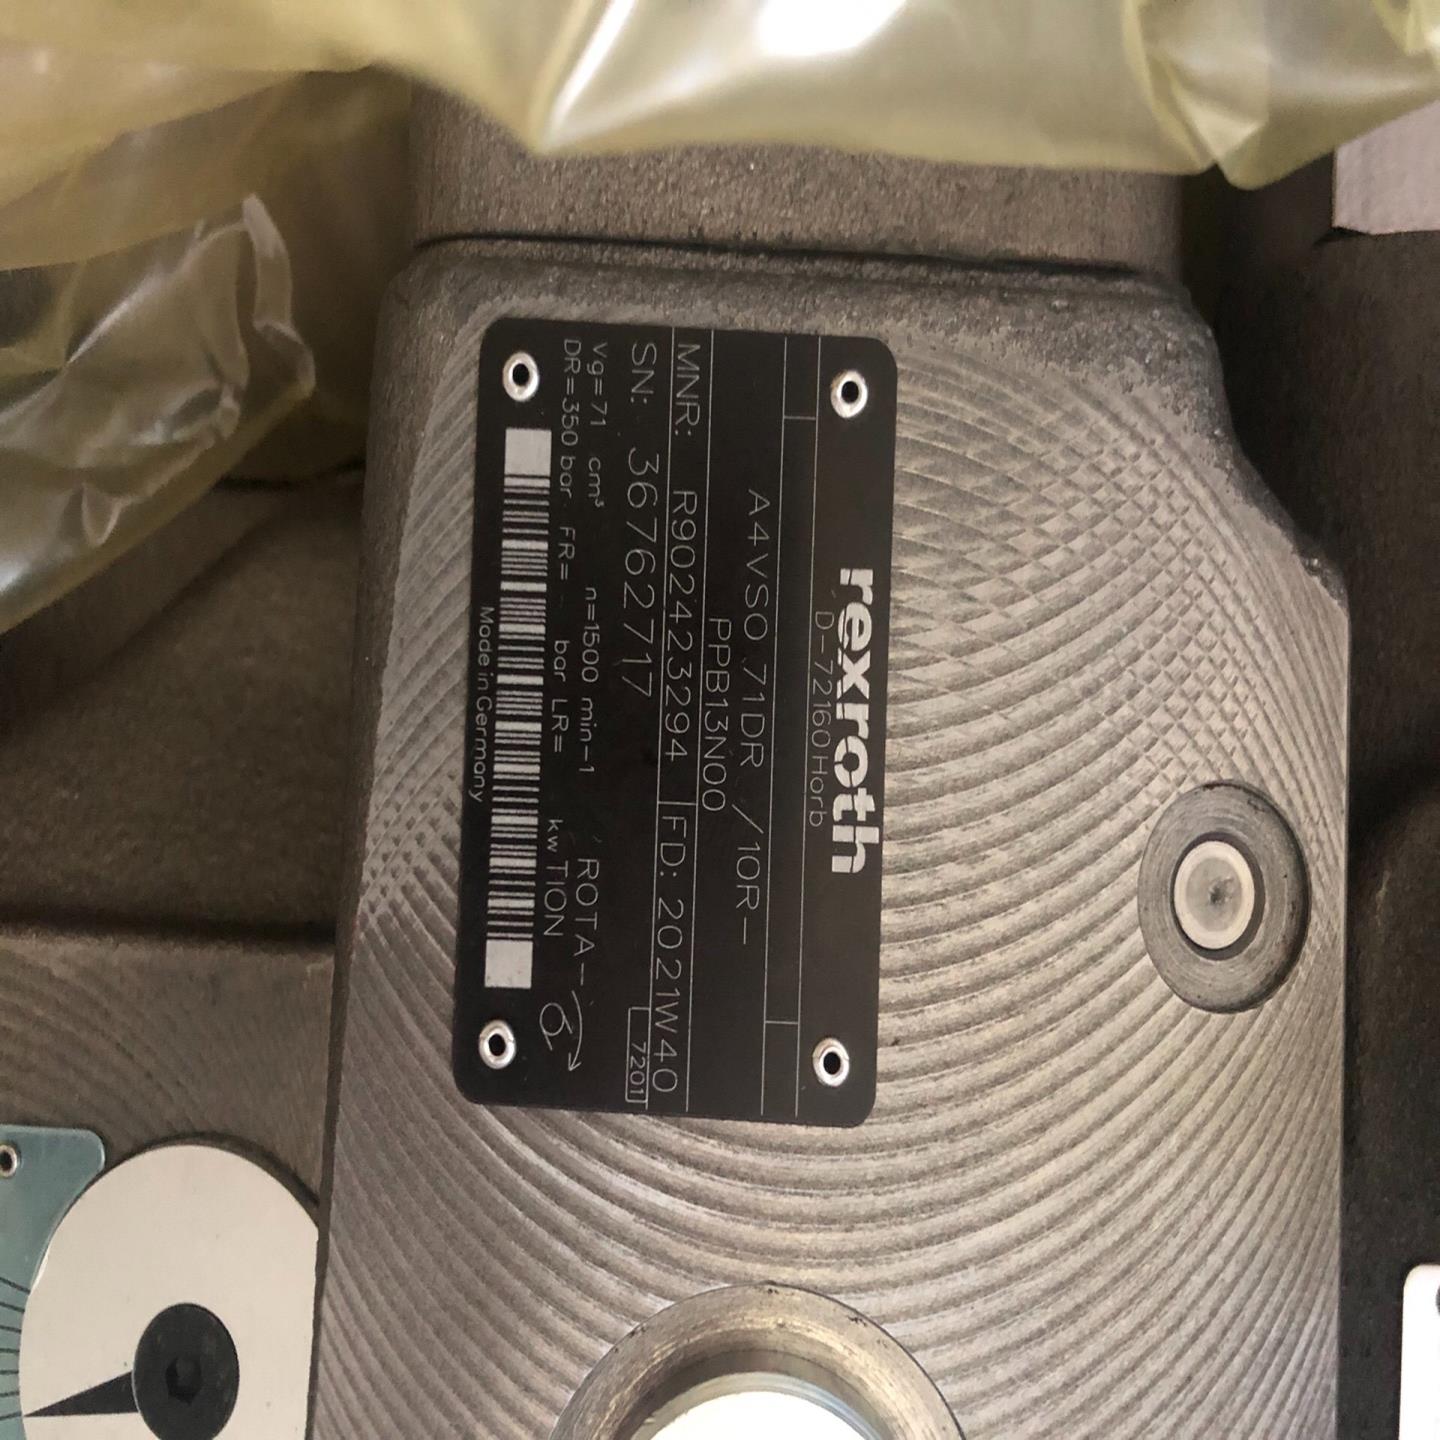 rexroth
D-72160 Horb
A4VSO 71DR /10R-
PPB13N00
MNR: R902423294 FD: 2021W40
SN: 36762717 7201
Vg=71 cm³ n=1500 min-1 ROTA-
DR=350 bar FR= bar LR= kw TION
Made in Germany